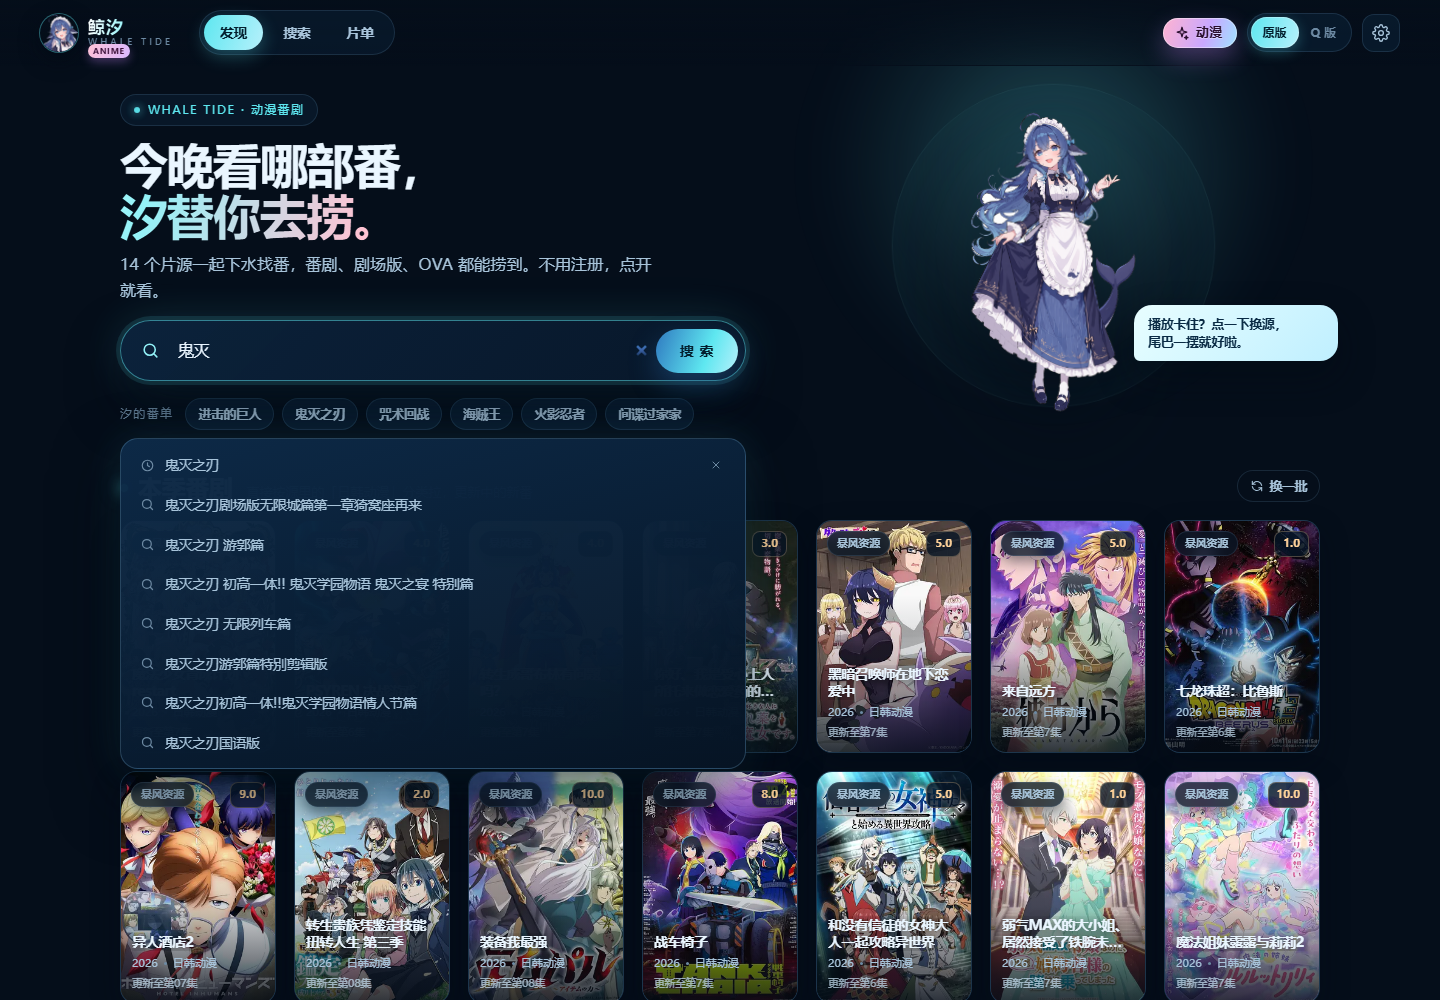 鲸汐
WHALE TIDE
ANIME
发现
搜索
片单
动漫
原版
Q 版
WHALE TIDE · 动漫番剧
今晚看哪部番，
汐替你去捞。
14 个片源一起下水找番，番剧、剧场版、OVA 都能捞到。不用注册，点开
就看。
鬼灭
搜 索
播放卡住？点一下换源，
尾巴一摆就好啦。
汐的番单
进击的巨人
鬼灭之刃
咒术回战
海贼王
火影忍者
间谍过家家
鬼灭之刃
鬼灭之刃剧场版无限城篇第一章猗窝座再来
鬼灭之刃 游郭篇
鬼灭之刃 初高一体!! 鬼灭学园物语 鬼灭之宴 特别篇
鬼灭之刃 无限列车篇
鬼灭之刃游郭篇特别剪辑版
鬼灭之刃初高一体!!鬼灭学园物语情人节篇
鬼灭之刃国语版
换一批
3.0
暴风资源
5.0
黑暗召唤师在地下恋
爱中
2026 · 日韩动漫
更新至第7集
暴风资源
5.0
来自远方
2026 · 日韩动漫
更新至第7集
暴风资源
1.0
七龙珠超：比鲁斯
2026 · 日韩动漫
更新至第6集
暴风资源
9.0
异人酒店2
2026 · 日韩动漫
更新至第07集
暴风资源
2.0
转生贵族凭鉴定技能
扭转人生 第三季
2026 · 日韩动漫
更新至第08集
暴风资源
10.0
装备我最强
2026 · 日韩动漫
更新至第08集
暴风资源
8.0
战车椅子
2026 · 日韩动漫
更新至第7集
暴风资源
5.0
と始める異世界攻略
和没有信徒的女神大
人一起攻略异世界
2026 · 日韩动漫
更新至第6集
暴风资源
1.0
弱气MAX的大小姐、
居然接受了铁腕未...
2026 · 日韩动漫
更新至第7集
暴风资源
10.0
魔法姐妹露露与莉莉2
2026 · 日韩动漫
更新至第7集